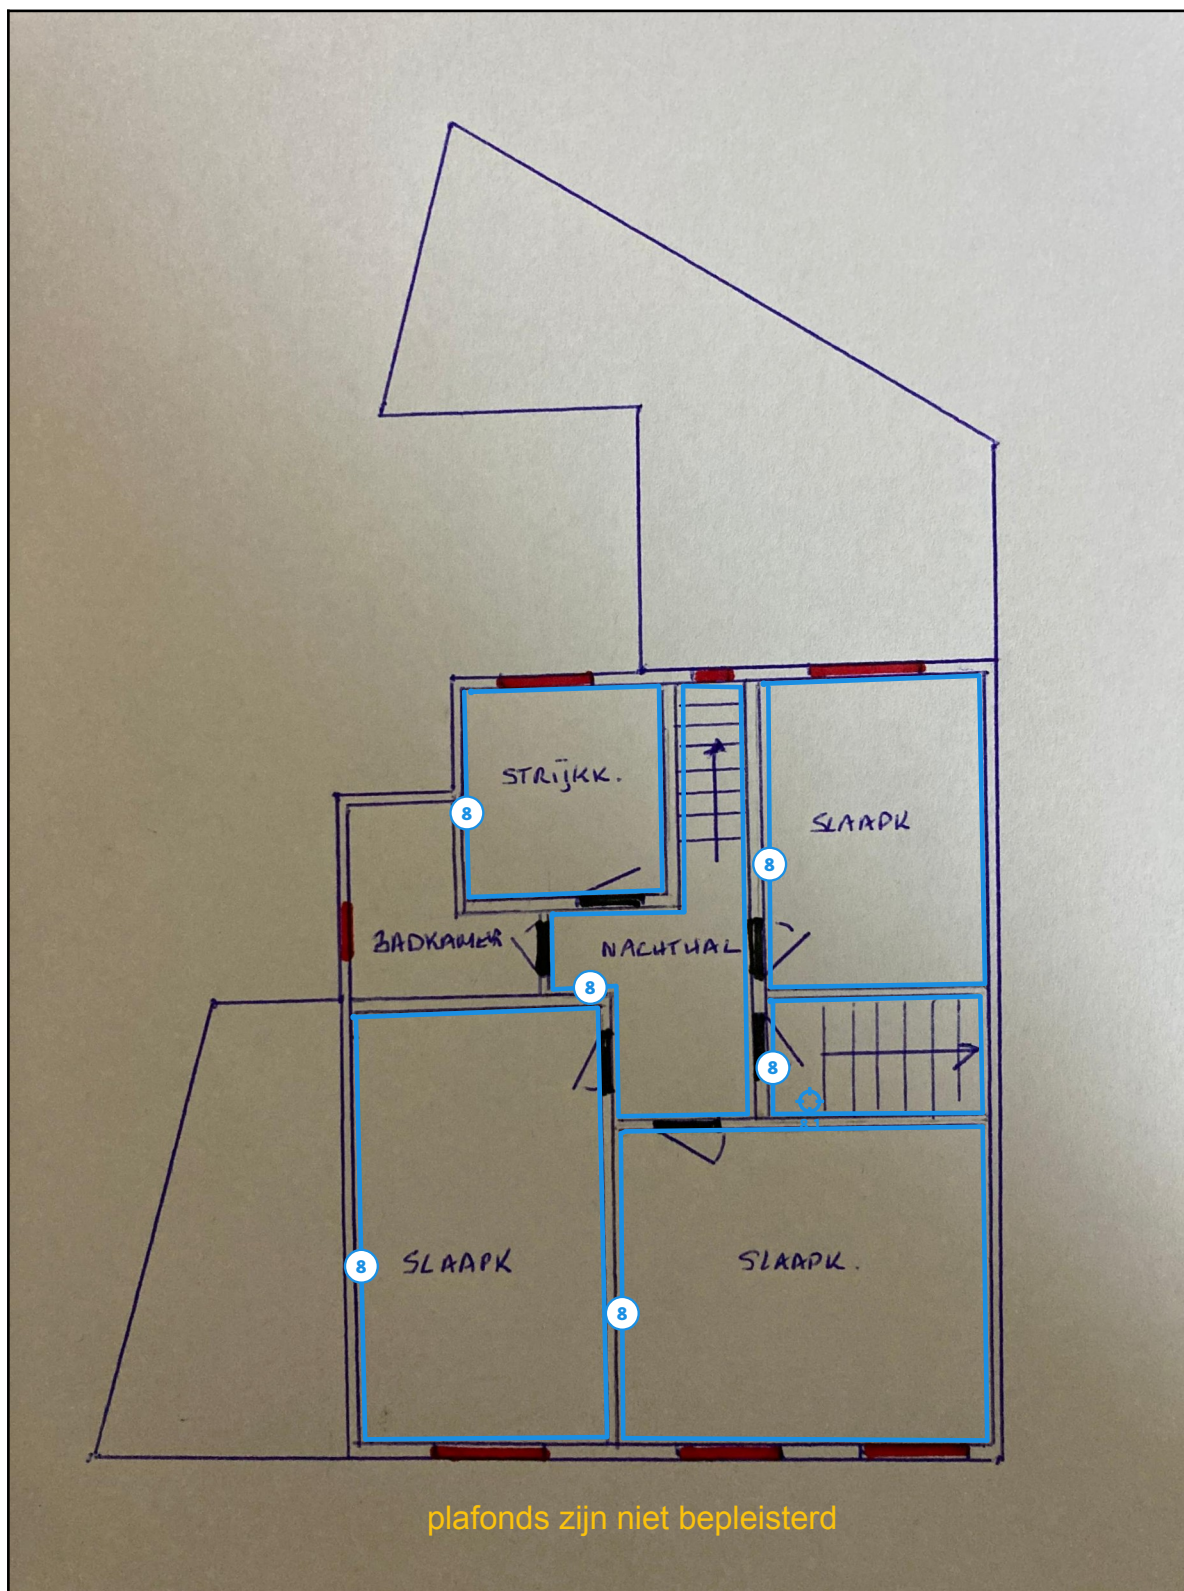 STRIJKK.
8
SLAAPK
8
BADKAMER
NACHTHAL
8
8
SLAAPK
8
SLAAPK.
8
plafonds zijn niet bepleisterd